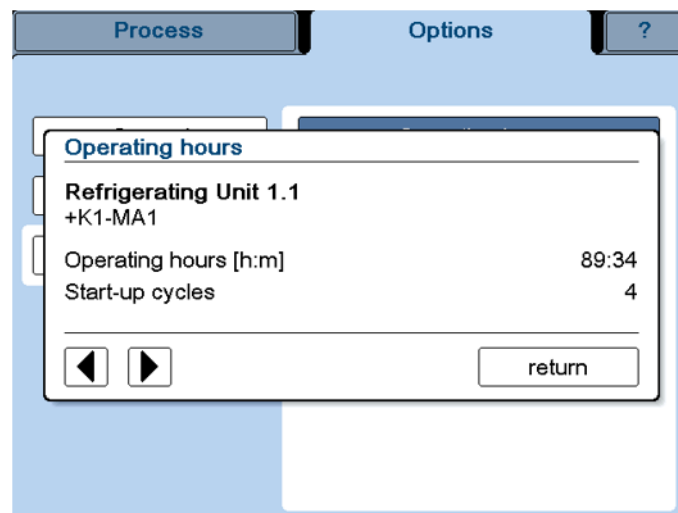 Process
Options
?
Operating hours
Refrigerating Unit 1.1
+K1-MA1
Operating hours [h:m] 89:34
Start-up cycles 4
return